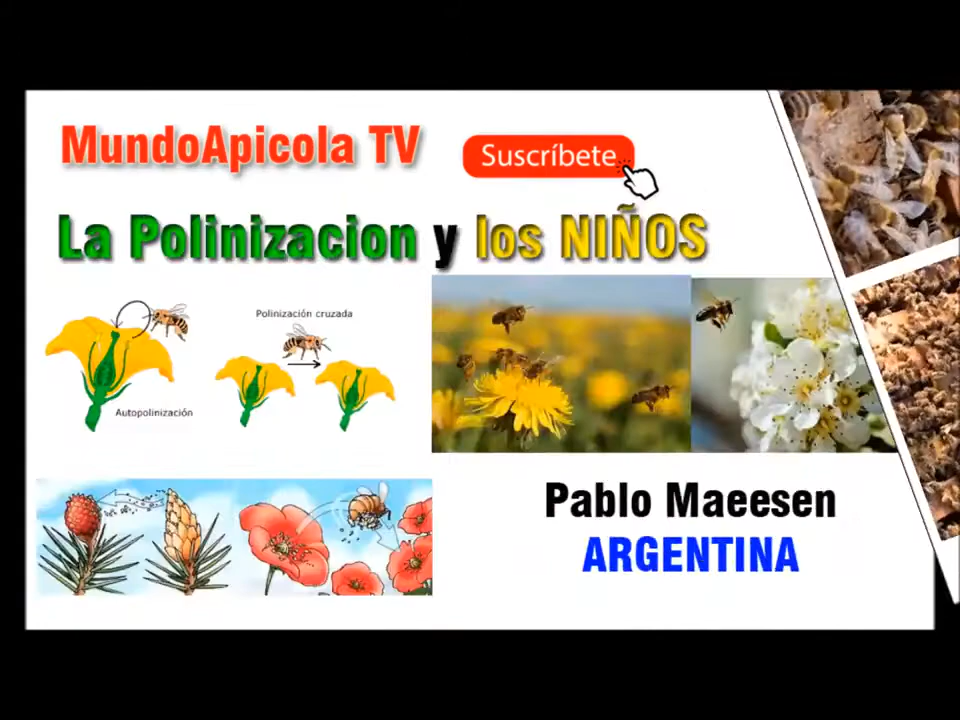 MundoApicola TV
Suscríbete
La Polinizacion y los NIÑOS
Polinización cruzada
Autopolinización
Pablo Maeesen
ARGENTINA